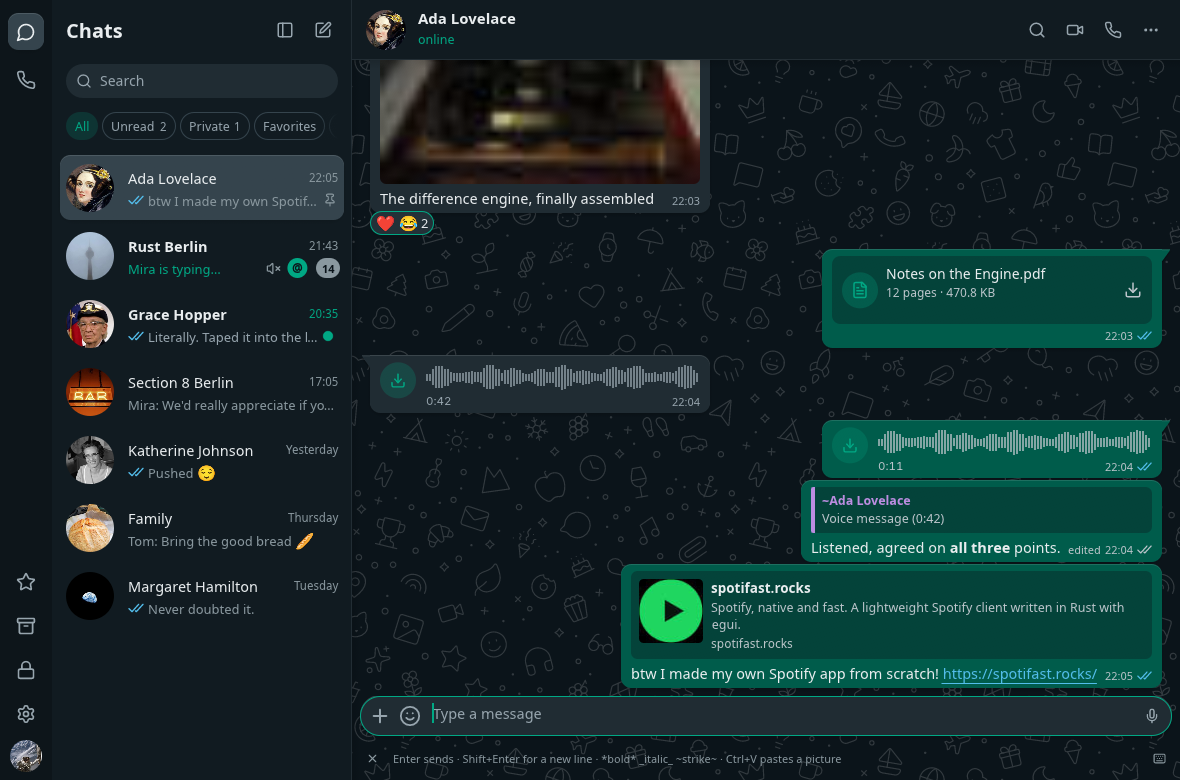 Chats
Search
All
Unread 2
Private 1
Favorites
Ada Lovelace
22:05
btw I made my own Spotif...
Rust Berlin
21:43
Mira is typing...
@
14
Grace Hopper
20:35
Literally. Taped it into the l...
Section 8 Berlin
17:05
Mira: We'd really appreciate if yo...
BAR
Katherine Johnson
Yesterday
Pushed 😌
Family
Thursday
Tom: Bring the good bread 🥖
Margaret Hamilton
Tuesday
Never doubted it.
Ada Lovelace
online
The difference engine, finally assembled
22:03
❤️ 😂 2
Notes on the Engine.pdf
12 pages · 470.8 KB
22:03
0:42
22:04
0:11
22:04
~Ada Lovelace
Voice message (0:42)
Listened, agreed on all three points.
edited 22:04
spotifast.rocks
Spotify, native and fast. A lightweight Spotify client written in Rust with
egui.
spotifast.rocks
btw I made my own Spotify app from scratch! https://spotifast.rocks/
22:05
Type a message
Enter sends · Shift+Enter for a new line · *bold* _italic_ ~strike~ · Ctrl+V pastes a picture